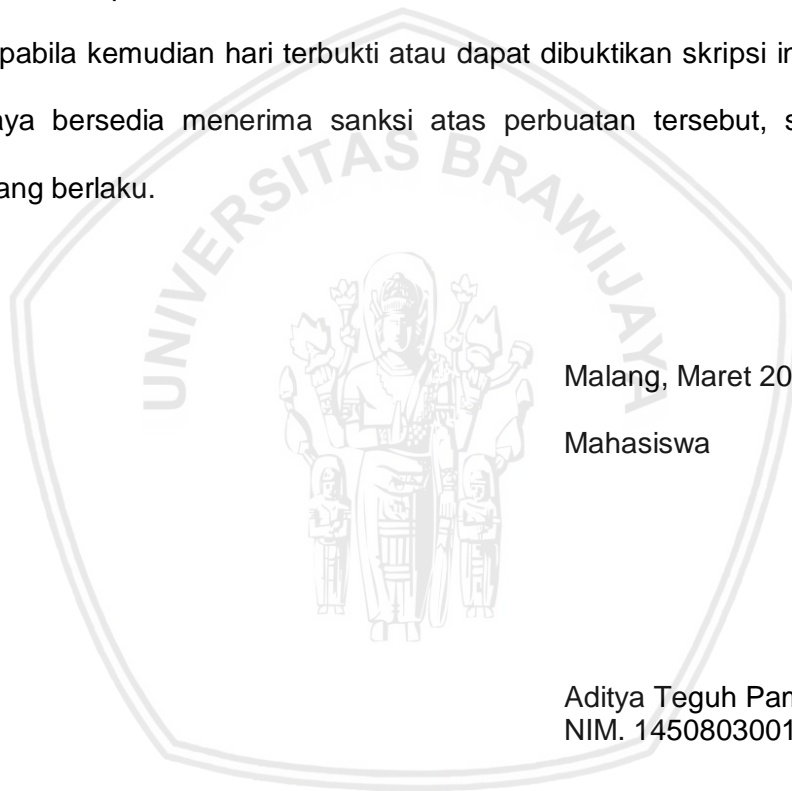 pabila kemudian hari terbukti atau dapat dibuktikan skripsi in
aya bersedia menerima sanksi atas perbuatan tersebut, s
ang berlaku.
UNIVERSITAS BRAWIJAYA
Malang, Maret 20
Mahasiswa
Aditya Teguh Pam
NIM. 1450803001